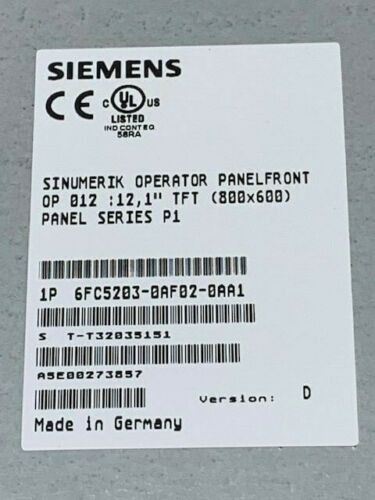 SIEMENS
CE C UL US
LISTED
IND CONT EQ
58RA
SINUMERIK OPERATOR PANELFRONT
OP 012 :12,1" TFT (800x600)
PANEL SERIES P1
1P 6FC5203-0AF02-0AA1
S T-T32035151
A5E00273857
Version: D
Made in Germany